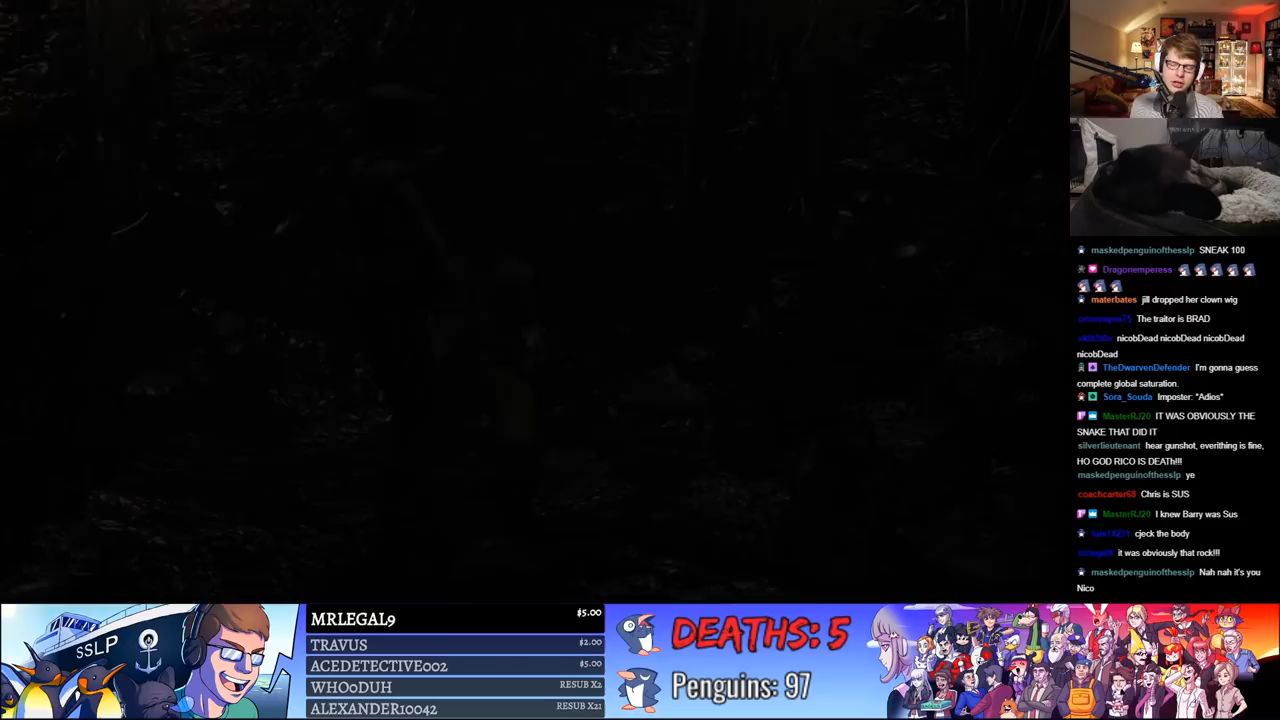 maskedpenguinofthesslp SNEAK 100
Dragonemperess
materbates jill dropped her clown wig
The traitor is BRAD
nicobDead nicobDead nicobDead
nicobDead
TheDwarvenDefender I'm gonna guess
complete global saturation.
Sora_Souda Imposter: *Adios*
MasterRJ20 IT WAS OBVIOUSLY THE
SNAKE THAT DID IT
silverlieutenant hear gunshot, everithing is fine,
HO GOD RICO IS DEATh!!!
maskedpenguinofthesslp ye
coachcarter68 Chris is SUS
MasterRJ20 I knew Barry was Sus
cjeck the body
it was obviously that rock!!!
maskedpenguinofthesslp Nah nah it's you
Nico
SSLP
MRLEGAL9 $5.00
TRAVUS $2.00
ACEDETECTIVE002 $5.00
WHO0DUH RESUB X2
ALEXANDER10042 RESUB X21
DEATHS: 5
Penguins: 97